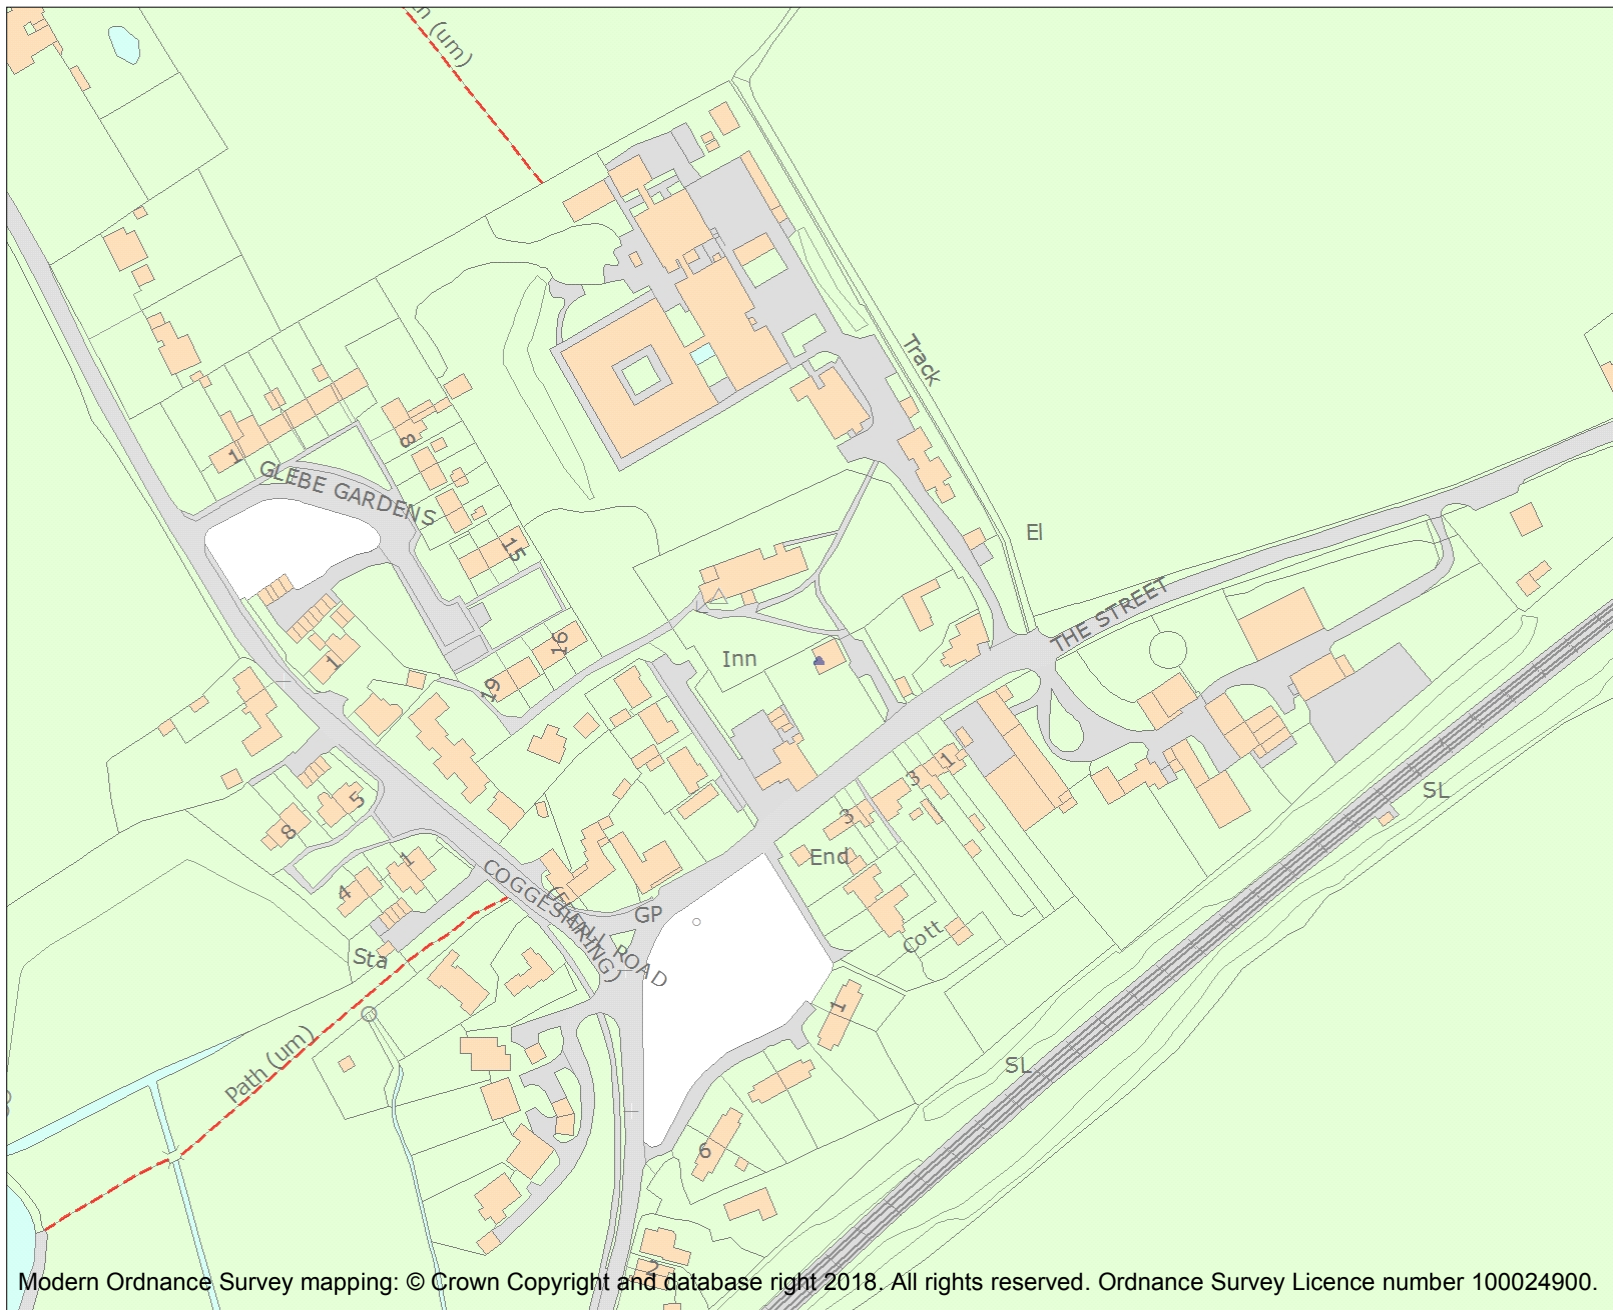 (um)
Track
8
1
GLEBE GARDENS
15
El
THE STREET
16
Inn
1
19
SL
1
3
5
3
8
End
1
COGGESHALL ROAD
4
(FEERING)
GP
Cott
Sta
1
SL
Path (um)
6
2
Modern Ordnance Survey mapping: © Crown Copyright and database right 2018. All rights reserved. Ordnance Survey Licence number 100024900.